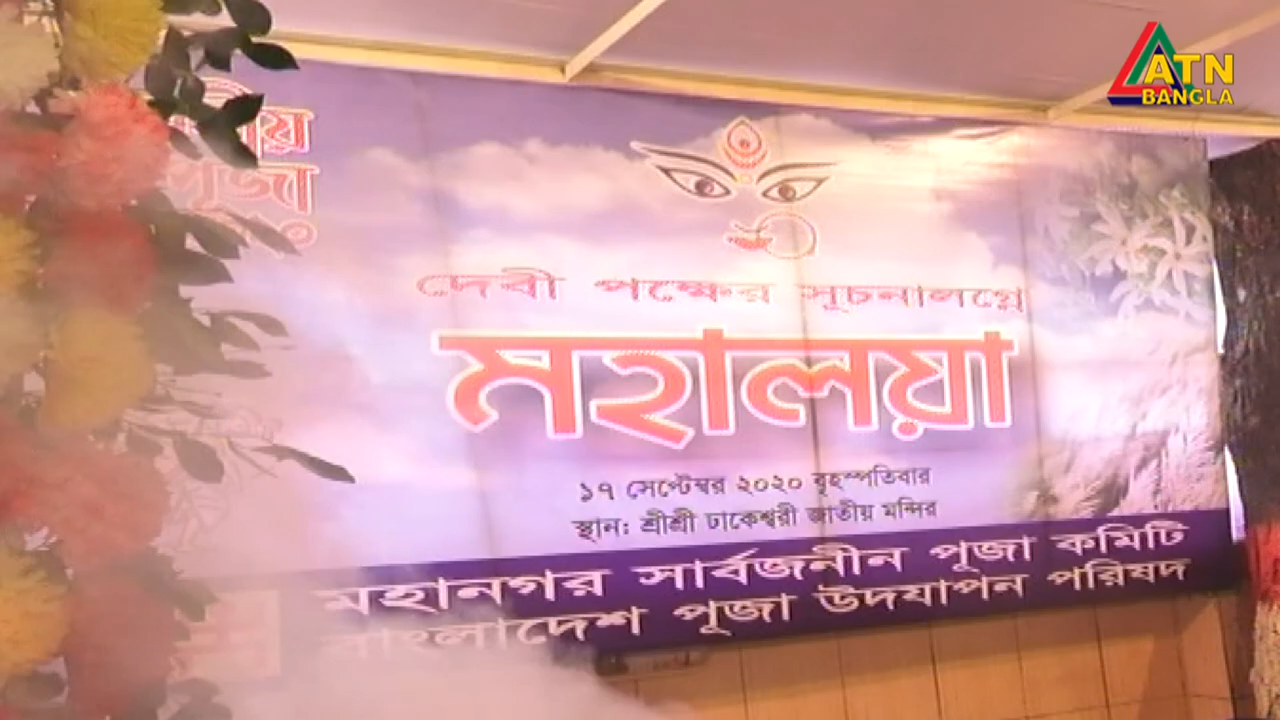 ATN
BANGLA
পূজা
দেবী পক্ষের সূচনালগ্নে
মহালয়া
১৭ সেপ্টেম্বর ২০২০ বৃহস্পতিবার
স্থান: শ্রীশ্রী ঢাকেশ্বরী জাতীয় মন্দির
মহানগর সার্বজনীন পূজা কমিটি
বাংলাদেশ পূজা উদযাপন পরিষদ